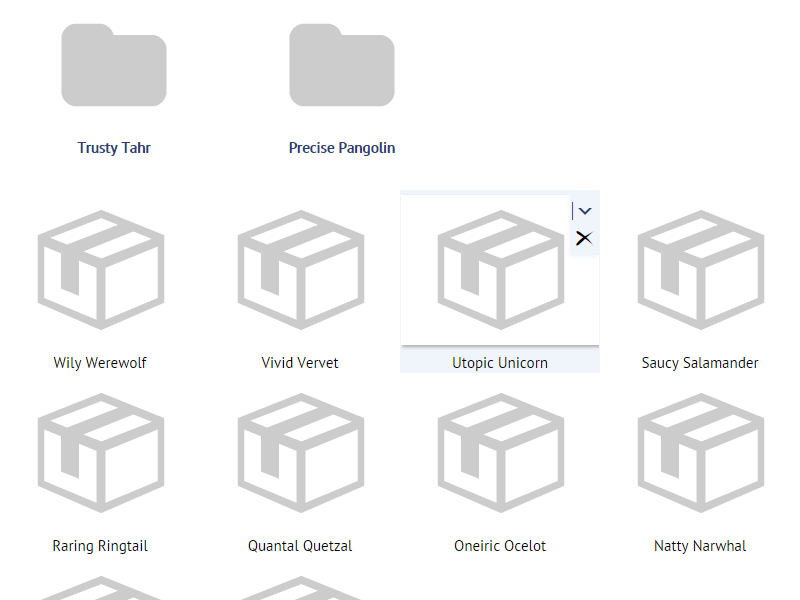 Trusty Tahr
Precise Pangolin
Wily Werewolf
Vivid Vervet
Utopic Unicorn
Saucy Salamander
Raring Ringtail
Quantal Quetzal
Oneiric Ocelot
Natty Narwhal